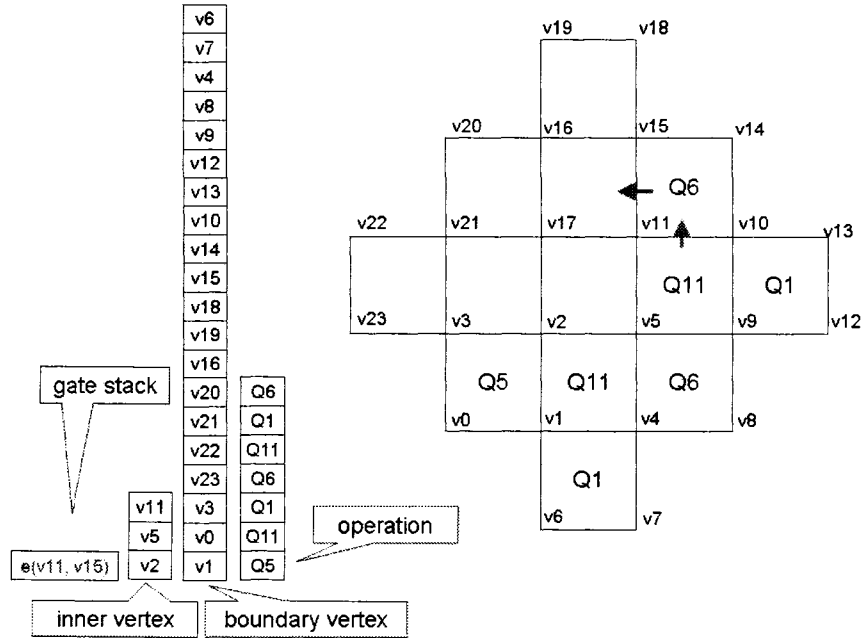 v6
v7
v4
v8
v9
v12
v13
v10
v14
v15
v18
v19
v16
v20 Q6
v21 Q1
v22 Q11
v23 Q6
v11 v3 Q1
v5 v0 Q11
e(v11, v15) v2 v1 Q5
gate stack
operation
inner vertex
boundary vertex
v19 v18
v20 v16 v15 v14
Q6
v22 v21 v17 v11 v10 v13
Q11 Q1
v23 v3 v2 v5 v9 v12
Q5 Q11 Q6
v0 v1 v4 v8
Q1
v6 v7